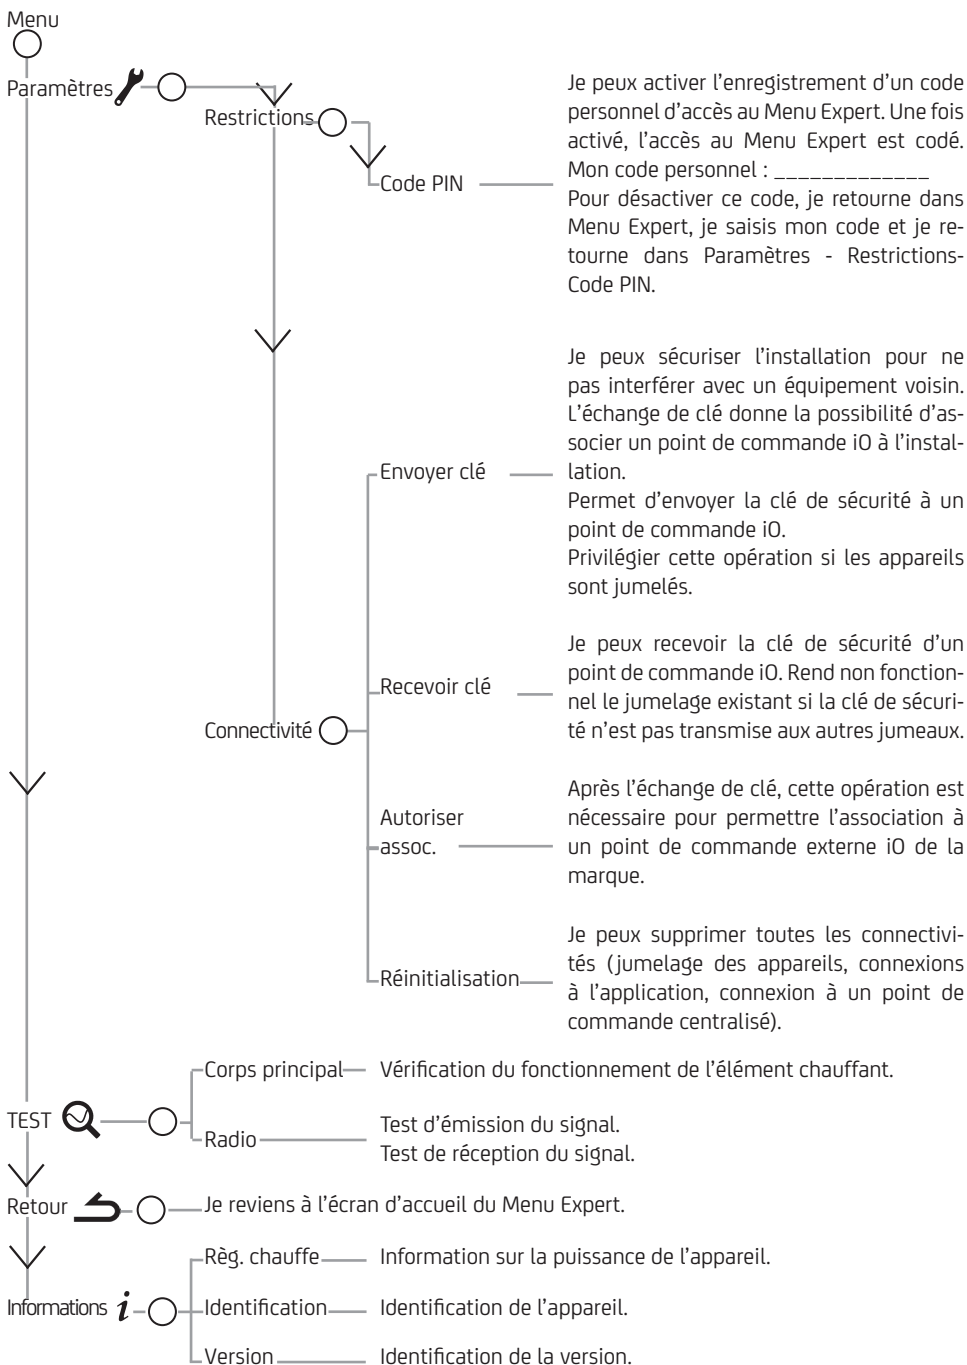 Menu
Paramètres
Restrictions
Code PIN
Je peux activer l'enregistrement d'un code
personnel d'accès au Menu Expert. Une fois
activé, l'accès au Menu Expert est codé.
Mon code personnel : _____________
Pour désactiver ce code, je retourne dans
Menu Expert, je saisis mon code et je re-
tourne dans Paramètres - Restrictions-
Code PIN.
Connectivité
Envoyer clé
Je peux sécuriser l'installation pour ne
pas interférer avec un équipement voisin.
L'échange de clé donne la possibilité d'as-
socier un point de commande iO à l'instal-
lation.
Permet d'envoyer la clé de sécurité à un
point de commande iO.
Privilégier cette opération si les appareils
sont jumelés.
Recevoir clé
Je peux recevoir la clé de sécurité d'un
point de commande iO. Rend non fonction-
nel le jumelage existant si la clé de sécuri-
té n'est pas transmise aux autres jumeaux.
Autoriser
assoc.
Après l'échange de clé, cette opération est
nécessaire pour permettre l'association à
un point de commande externe iO de la
marque.
Réinitialisation
Je peux supprimer toutes les connectivi-
tés (jumelage des appareils, connexions
à l'application, connexion à un point de
commande centralisé).
TEST
Corps principal
Vérification du fonctionnement de l'élément chauffant.
Radio
Test d'émission du signal.
Test de réception du signal.
Retour
Je reviens à l'écran d'accueil du Menu Expert.
Informations i
Règ. chauffe
Information sur la puissance de l'appareil.
Identification
Identification de l'appareil.
Version
Identification de la version.